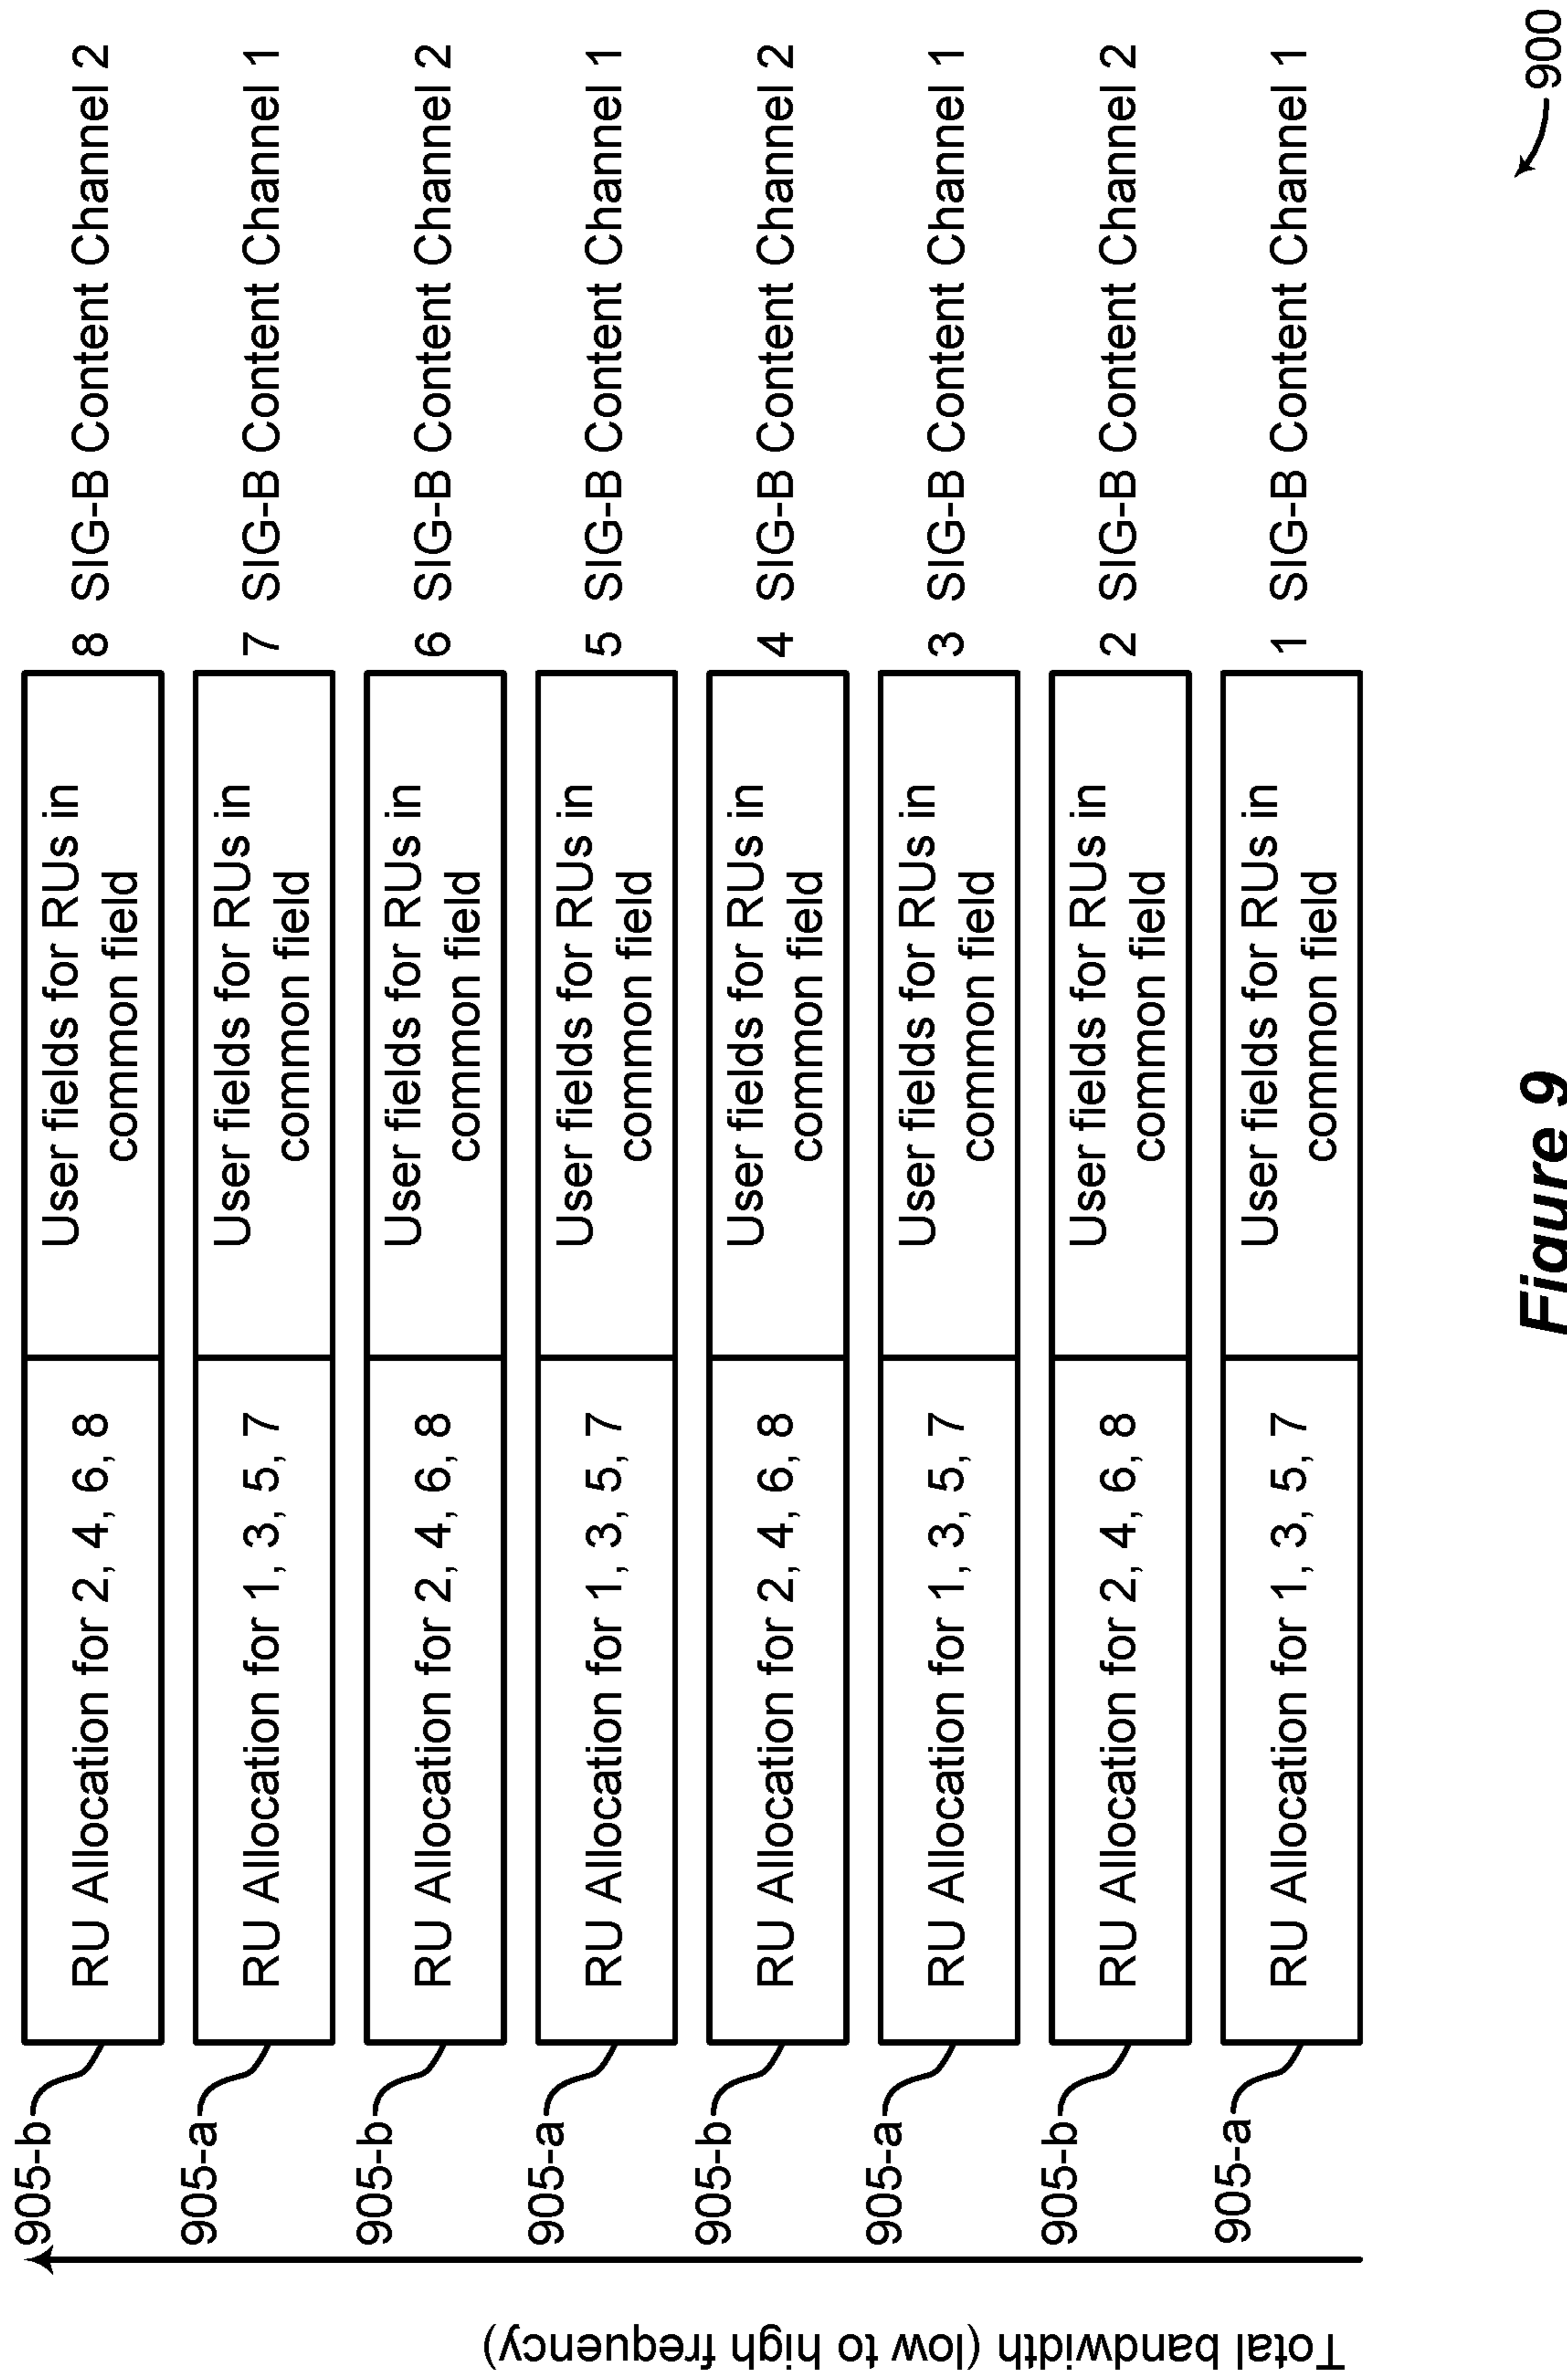 Total bandwidth (low to high frequency)
905-b
RU Allocation for 2, 4, 6, 8
User fields for RUs in
common field
8 SIG-B Content Channel 2
905-a
RU Allocation for 1, 3, 5, 7
User fields for RUs in
common field
7 SIG-B Content Channel 1
905-b
RU Allocation for 2, 4, 6, 8
User fields for RUs in
common field
6 SIG-B Content Channel 2
905-a
RU Allocation for 1, 3, 5, 7
User fields for RUs in
common field
5 SIG-B Content Channel 1
905-b
RU Allocation for 2, 4, 6, 8
User fields for RUs in
common field
4 SIG-B Content Channel 2
905-a
RU Allocation for 1, 3, 5, 7
User fields for RUs in
common field
3 SIG-B Content Channel 1
905-b
RU Allocation for 2, 4, 6, 8
User fields for RUs in
common field
2 SIG-B Content Channel 2
905-a
RU Allocation for 1, 3, 5, 7
User fields for RUs in
common field
1 SIG-B Content Channel 1
900
Figure 9